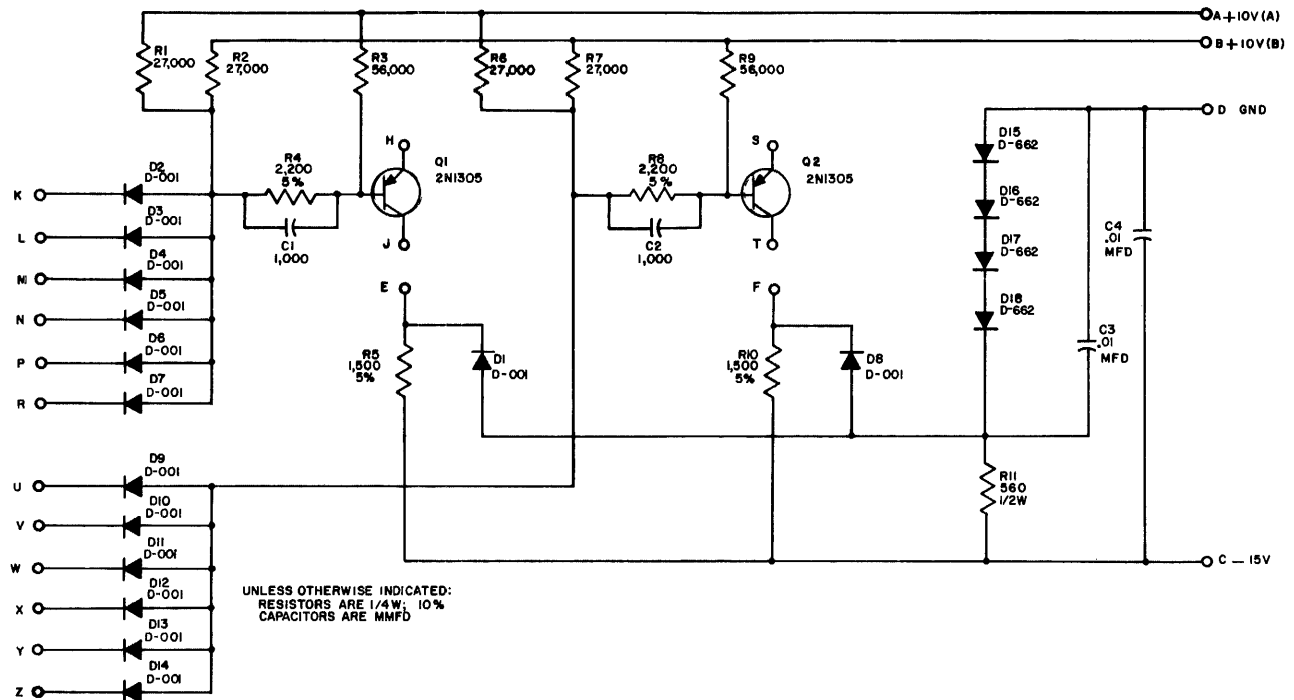 A +10V (A)
B +10V (B)
R1
27,000
R2
27,000
R3
56,000
R6
27,000
R7
27,000
R9
56,000
D GND
H
Q1
2N1305
R4
2,200
5%
C1
1,000
J
E
S
Q2
2N1305
R8
2,200
5%
C2
1,000
T
F
D15
D-662
D16
D-662
D17
D-662
D18
D-662
C4
.01
MFD
C3
.01
MFD
K
D2
D-001
L
D3
D-001
M
D4
D-001
N
D5
D-001
P
D6
D-001
R
D7
D-001
R5
1,500
5%
D1
D-001
R10
1,500
5%
D8
D-001
R11
560
1/2W
C -15V
U
D9
D-001
V
D10
D-001
W
D11
D-001
X
D12
D-001
Y
D13
D-001
Z
D14
D-001
UNLESS OTHERWISE INDICATED:
RESISTORS ARE 1/4W; 10%
CAPACITORS ARE MMFD